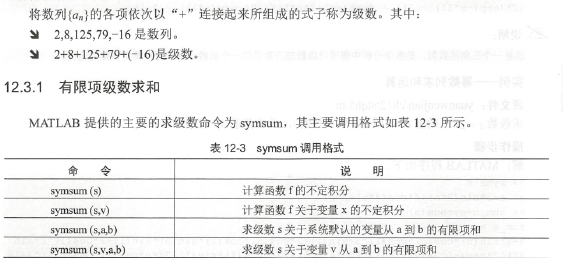 将数列{aₙ}的各项依次以“+”连接起来所组成的式子称为级数。其中：
2,8,125,79,−16 是数列。
2+8+125+79+(-16)是级数。
12.3.1 有限项级数求和
MATLAB 提供的主要的求级数命令为 symsum，其主要调用格式如表 12-3 所示。
表 12-3 symsum 调用格式
命 令 说 明
symsum (s) 计算函数 f 的不定积分
symsum (s,v) 计算函数 f 关于变量 x 的不定积分
symsum (s,a,b) 求级数 s 关于系统默认的变量从 a 到 b 的有限项和
symsum (s,v,a,b) 求级数 s 关于变量 v 从 a 到 b 的有限项和